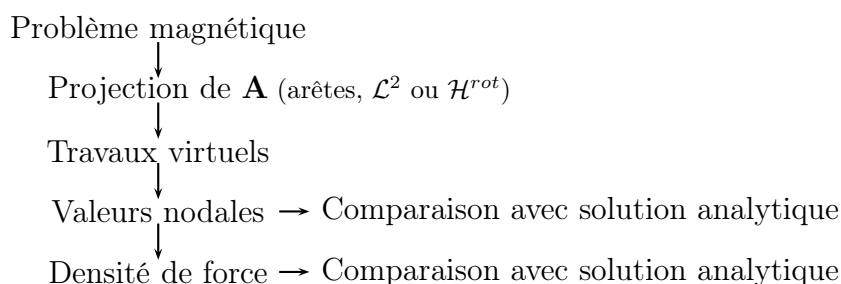 Problème magnétique
Projection de A (arêtes, L² ou H^rot)
Travaux virtuels
Valeurs nodales → Comparaison avec solution analytique
Densité de force → Comparaison avec solution analytique